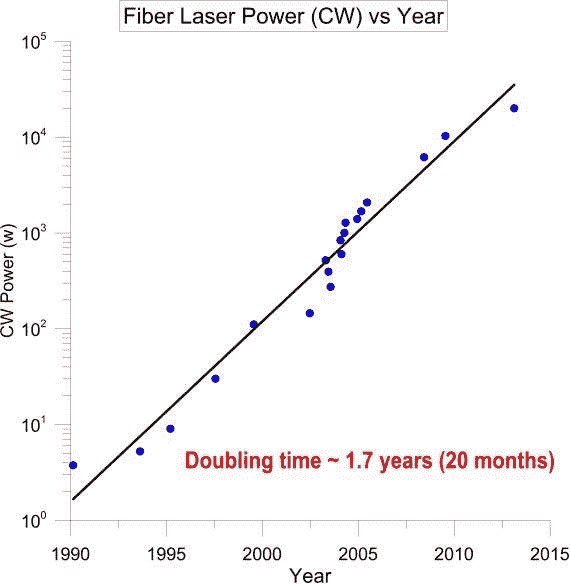 Fiber Laser Power (CW) vs Year
10^5
10^4
10^3
10^2
10^1
10^0
CW Power (w)
Doubling time ~ 1.7 years (20 months)
1990 1995 2000 2005 2010 2015
Year